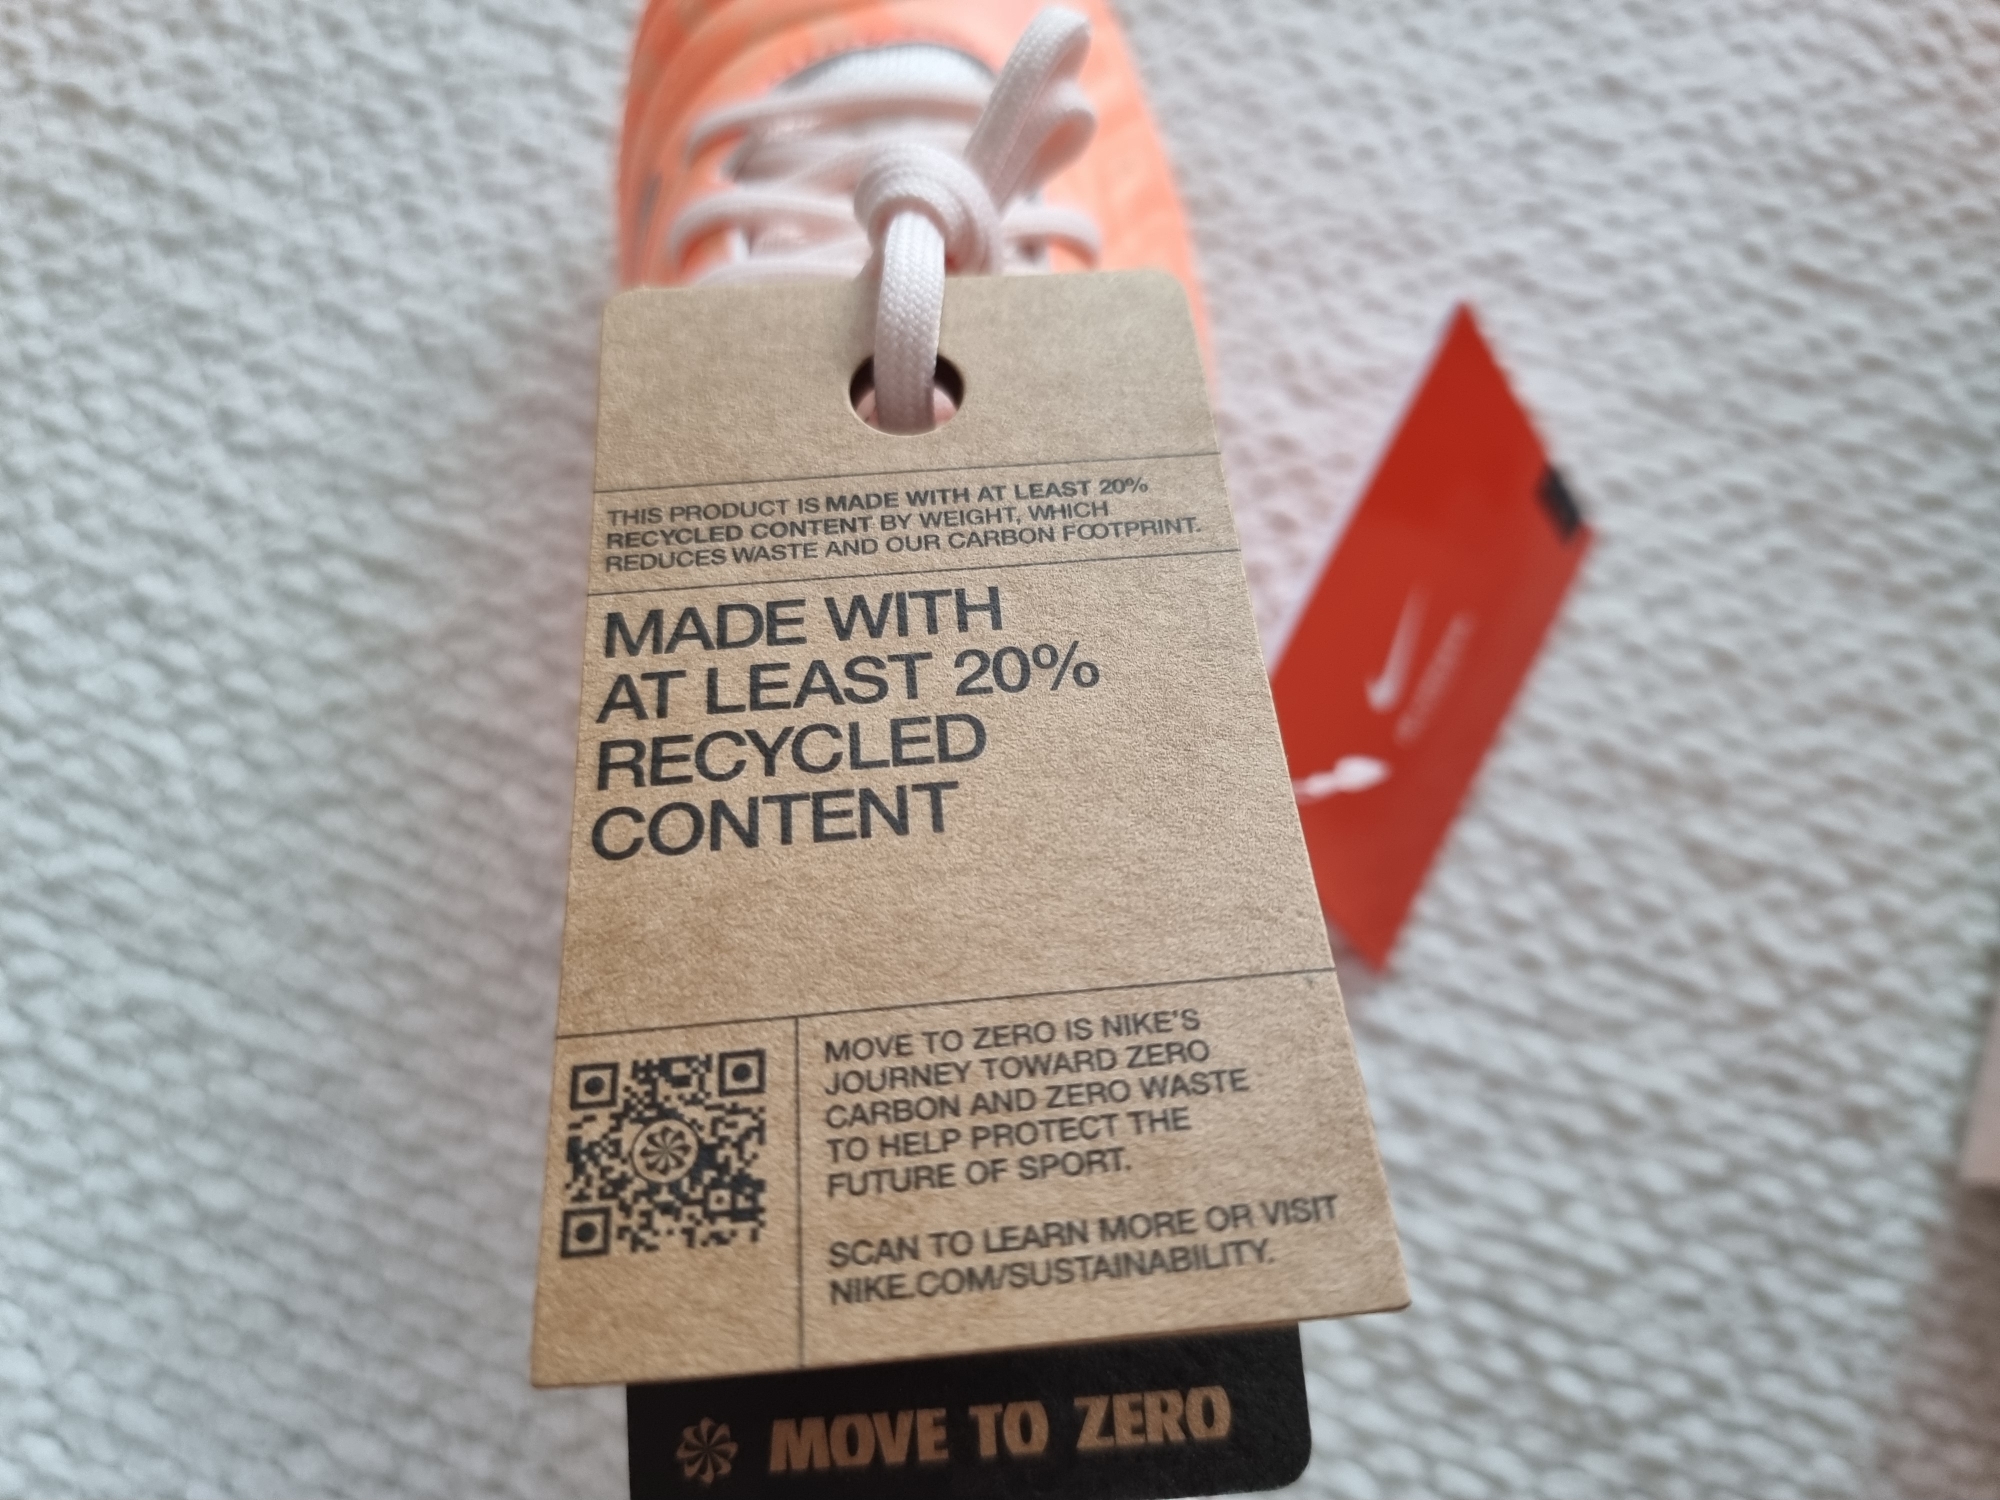 THIS PRODUCT IS MADE WITH AT LEAST 20%
RECYCLED CONTENT BY WEIGHT, WHICH
REDUCES WASTE AND OUR CARBON FOOTPRINT.
MADE WITH
AT LEAST 20%
RECYCLED
CONTENT
MOVE TO ZERO IS NIKE'S
JOURNEY TOWARD ZERO
CARBON AND ZERO WASTE
TO HELP PROTECT THE
FUTURE OF SPORT.
SCAN TO LEARN MORE OR VISIT
NIKE.COM/SUSTAINABILITY.
MOVE TO ZERO